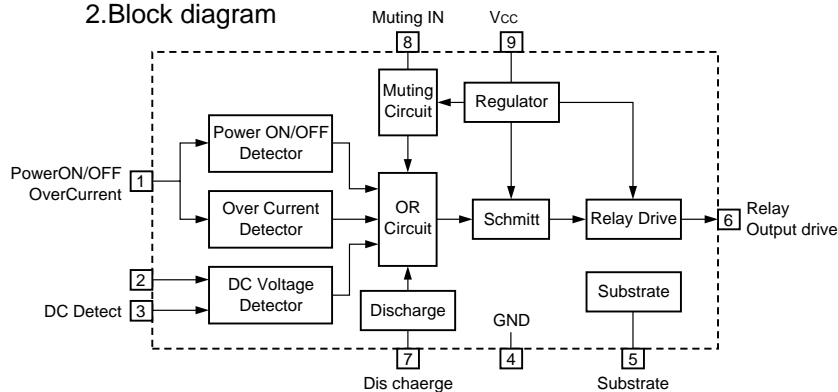 2.Block diagram
Muting IN
Vcc
8
9
Muting
Circuit
Regulator
Power ON/OFF
Detector
PowerON/OFF
OverCurrent
1
Over Current
Detector
OR
Circuit
Schmitt
Relay Drive
6
Relay
Output drive
2
DC Detect
3
DC Voltage
Detector
Discharge
Substrate
GND
7
4
5
Dis chaerge
Substrate